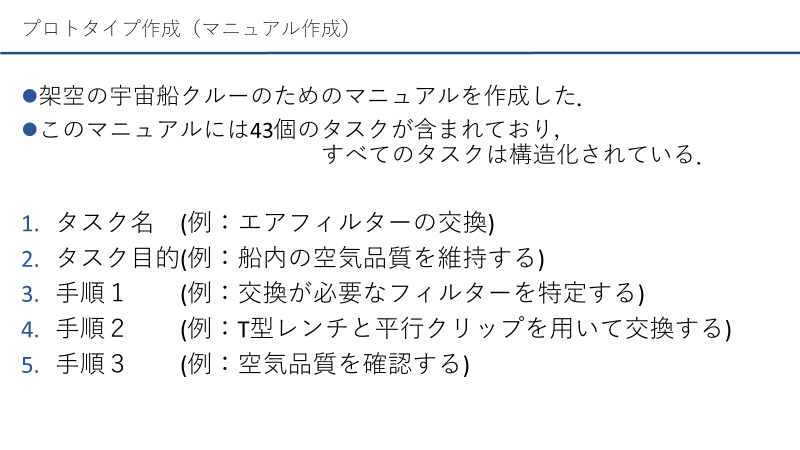 プロトタイプ作成（マニュアル作成）
●架空の宇宙船クルーのためのマニュアルを作成した．
●このマニュアルには43個のタスクが含まれており，
すべてのタスクは構造化されている．
1. タスク名 (例：エアフィルターの交換)
2. タスク目的(例：船内の空気品質を維持する)
3. 手順１ (例：交換が必要なフィルターを特定する)
4. 手順２ (例：T型レンチと平行クリップを用いて交換する)
5. 手順３ (例：空気品質を確認する)